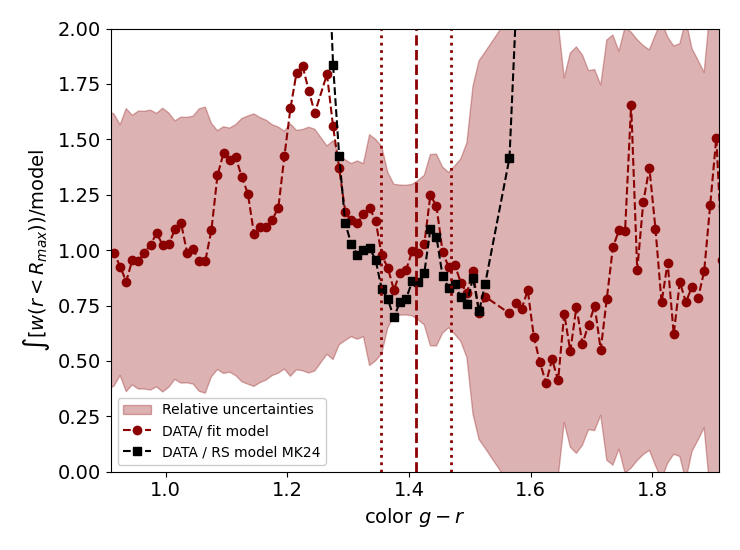 2.00
1.75
1.50
1.25
1.00
0.75
0.50
0.25
0.00
∫[w(r < R_{max}))/model
Relative uncertainties
DATA/ fit model
DATA / RS model MK24
1.0 1.2 1.4 1.6 1.8
color g − r